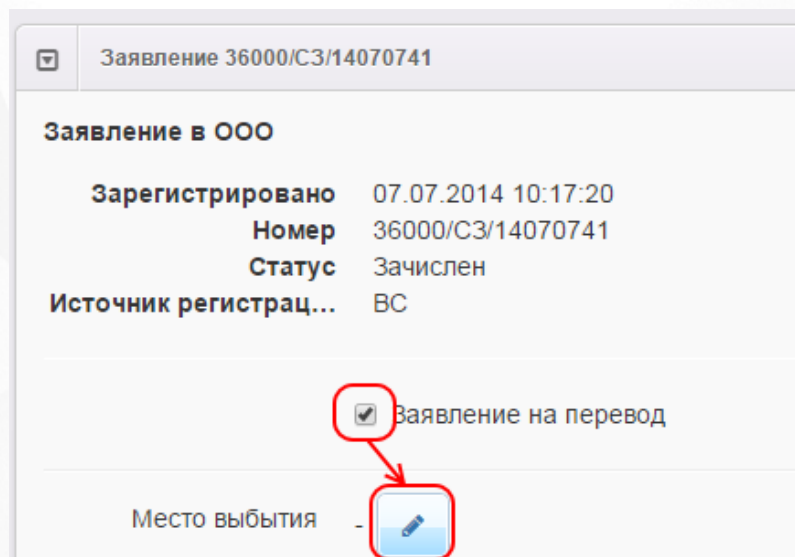 Заявление 36000/СЗ/14070741
Заявление в ООО
Зарегистрировано 07.07.2014 10:17:20
Номер 36000/СЗ/14070741
Статус Зачислен
Источник регистрац... ВС
Заявление на перевод
Место выбытия -